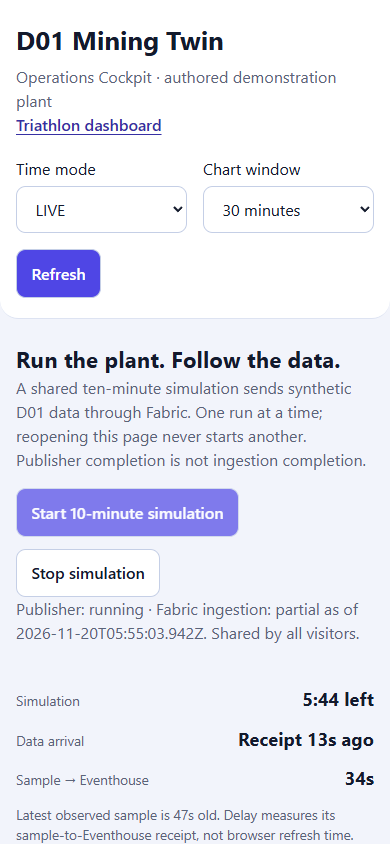 D01 Mining Twin
Operations Cockpit · authored demonstration
plant
Triathlon dashboard
Time mode
Chart window
LIVE
30 minutes
Refresh
Run the plant. Follow the data.
A shared ten-minute simulation sends synthetic
D01 data through Fabric. One run at a time;
reopening this page never starts another.
Publisher completion is not ingestion completion.
Start 10-minute simulation
Stop simulation
Publisher: running · Fabric ingestion: partial as of
2026-11-20T05:55:03.942Z. Shared by all visitors.
Simulation
5:44 left
Data arrival
Receipt 13s ago
Sample → Eventhouse
34s
Latest observed sample is 47s old. Delay measures its
sample-to-Eventhouse receipt, not browser refresh time.